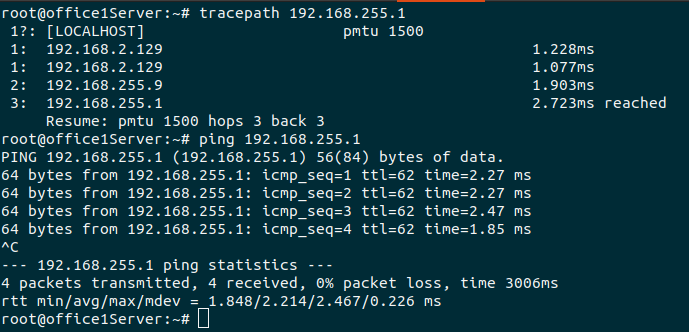 root@office1Server:~# tracepath 192.168.255.1
1?: [LOCALHOST] pmtu 1500
1: 192.168.2.129 1.228ms
1: 192.168.2.129 1.077ms
2: 192.168.255.9 1.903ms
3: 192.168.255.1 2.723ms reached
Resume: pmtu 1500 hops 3 back 3
root@office1Server:~# ping 192.168.255.1
PING 192.168.255.1 (192.168.255.1) 56(84) bytes of data.
64 bytes from 192.168.255.1: icmp_seq=1 ttl=62 time=2.27 ms
64 bytes from 192.168.255.1: icmp_seq=2 ttl=62 time=2.27 ms
64 bytes from 192.168.255.1: icmp_seq=3 ttl=62 time=2.47 ms
64 bytes from 192.168.255.1: icmp_seq=4 ttl=62 time=1.85 ms
^C
--- 192.168.255.1 ping statistics ---
4 packets transmitted, 4 received, 0% packet loss, time 3006ms
rtt min/avg/max/mdev = 1.848/2.214/2.467/0.226 ms
root@office1Server:~#